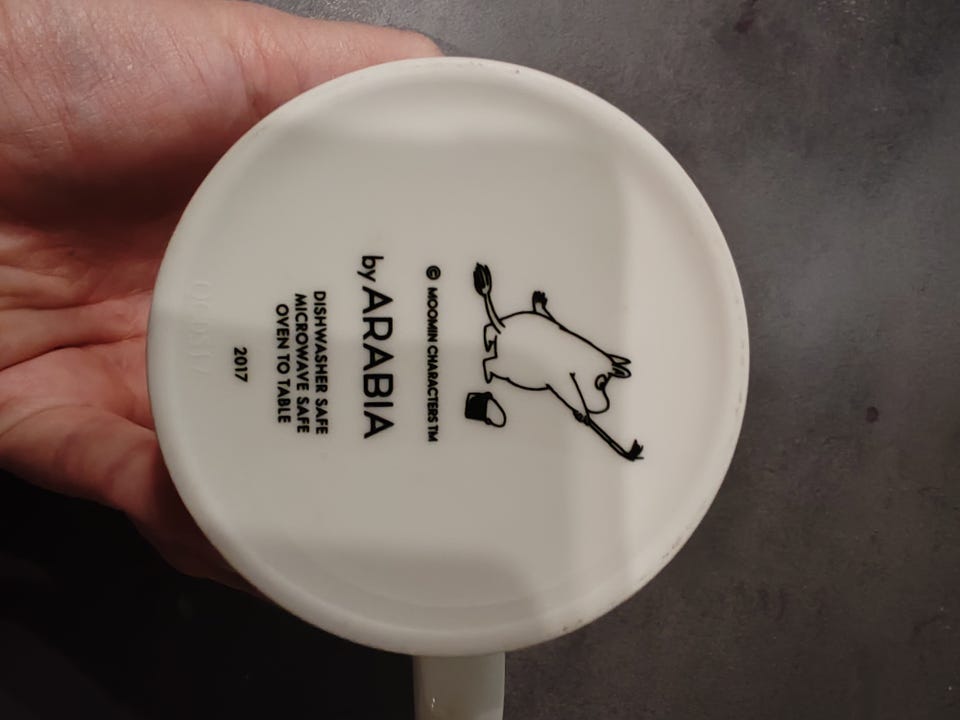 © MOOMIN CHARACTERS TM
by ARABIA
DISHWASHER SAFE
MICROWAVE SAFE
OVEN TO TABLE
2017